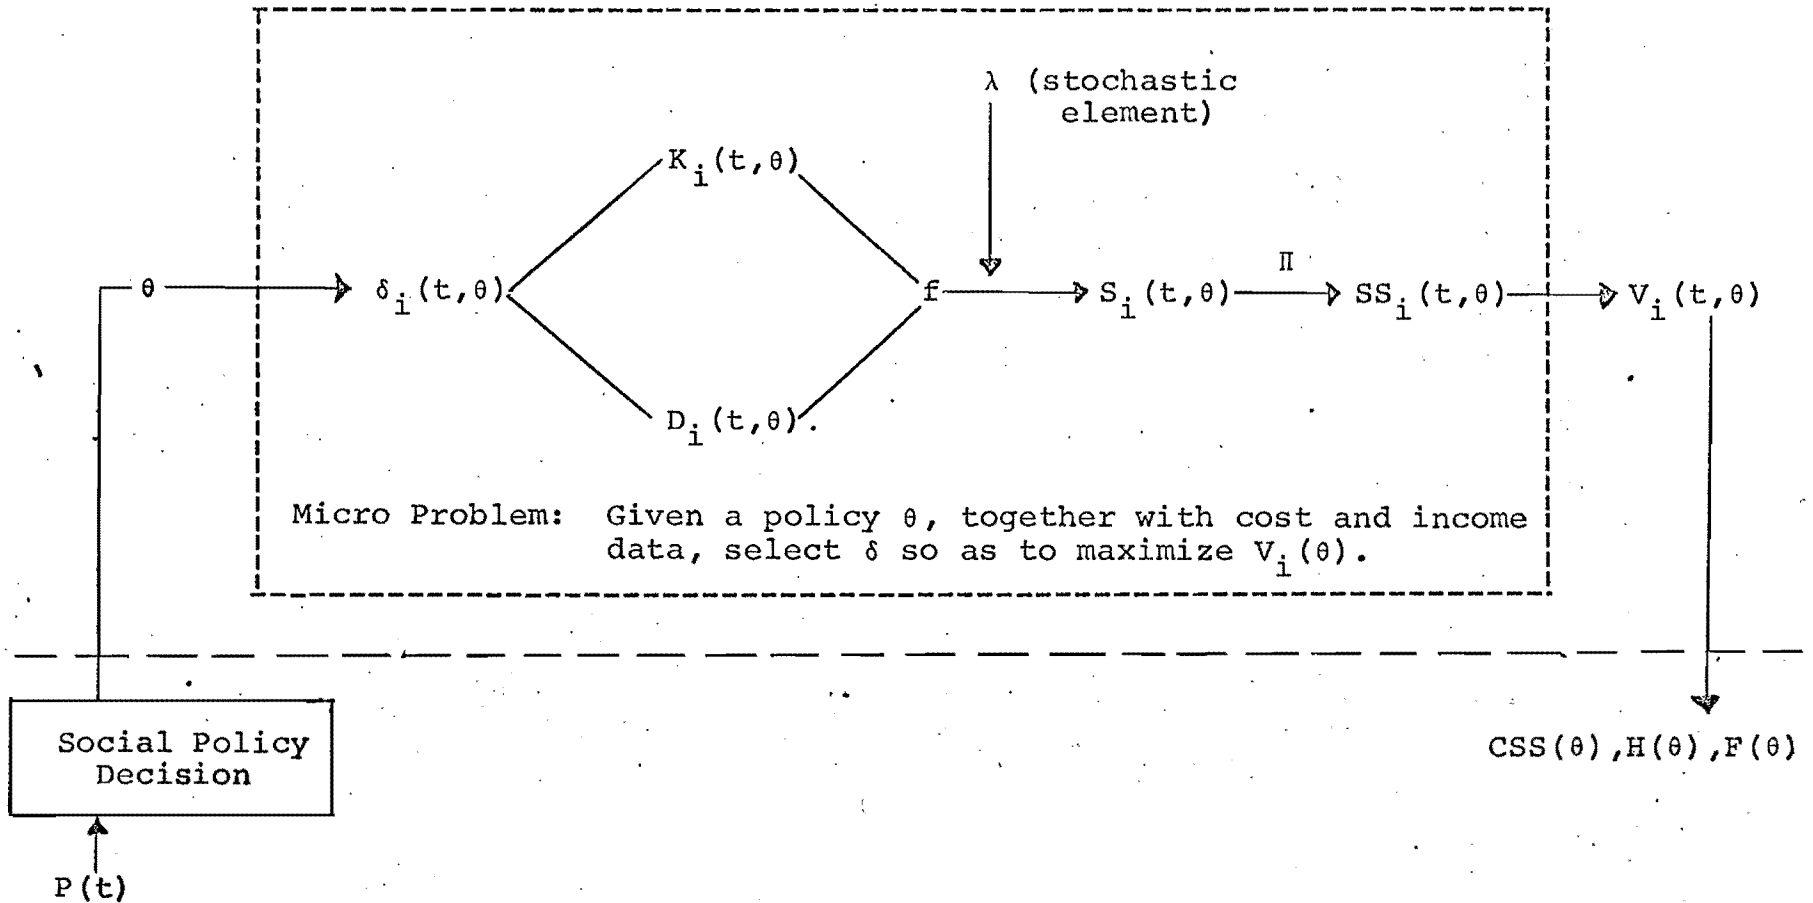 λ (stochastic
element)
K_i(t,θ)
Π
θ
δ_i(t,θ)
f
S_i(t,θ)
SS_i(t,θ)
V_i(t,θ)
D_i(t,θ).
Micro Problem: Given a policy θ, together with cost and income
data, select δ so as to maximize V_i(θ).
Social Policy
Decision
CSS(θ),H(θ),F(θ)
P(t)